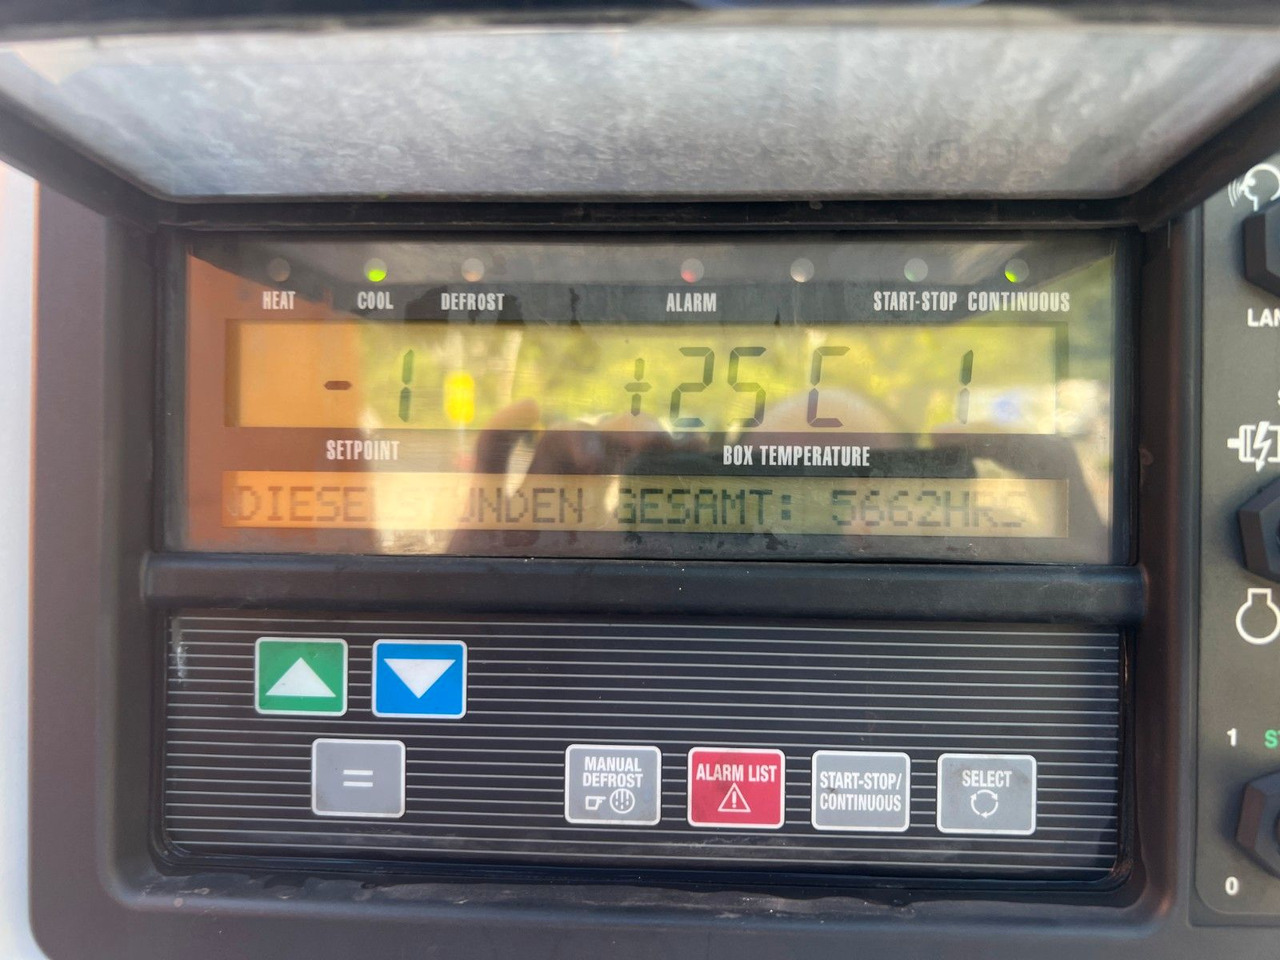 HEAT COOL DEFROST ALARM START-STOP CONTINUOUS
-1 +25 C 1
SETPOINT BOX TEMPERATURE
GESAMT: 5662HRS
MANUAL
DEFROST
ALARM LIST
START-STOP/
CONTINUOUS
SELECT
=
1
0